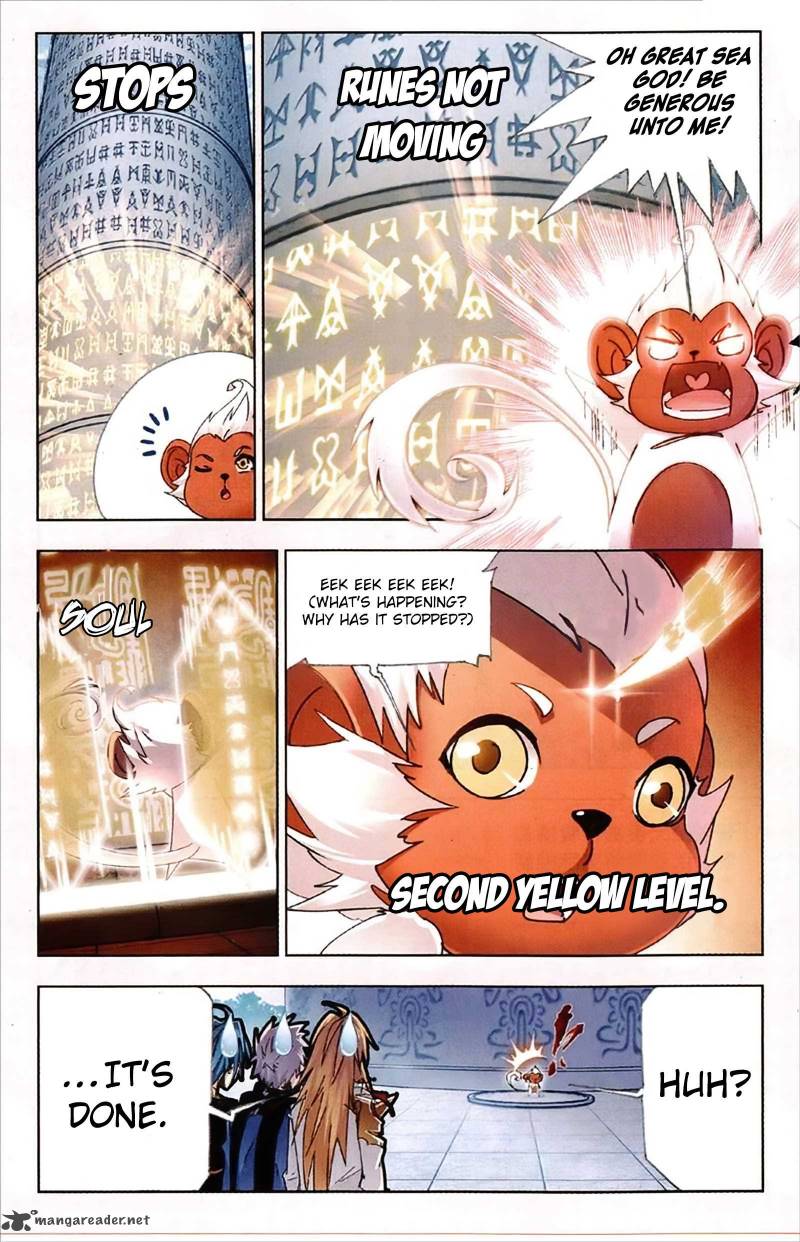 STOPS
RUNES NOT
MOVING
OH GREAT SEA
GOD! BE
GENEROUS
UNTO ME!
SOUL
EEK EEK EEK EEK!
(WHAT'S HAPPENING?
WHY HAS IT STOPPED?)
SECOND YELLOW LEVEL.
...IT'S
DONE.
HUH?
mangareader.net